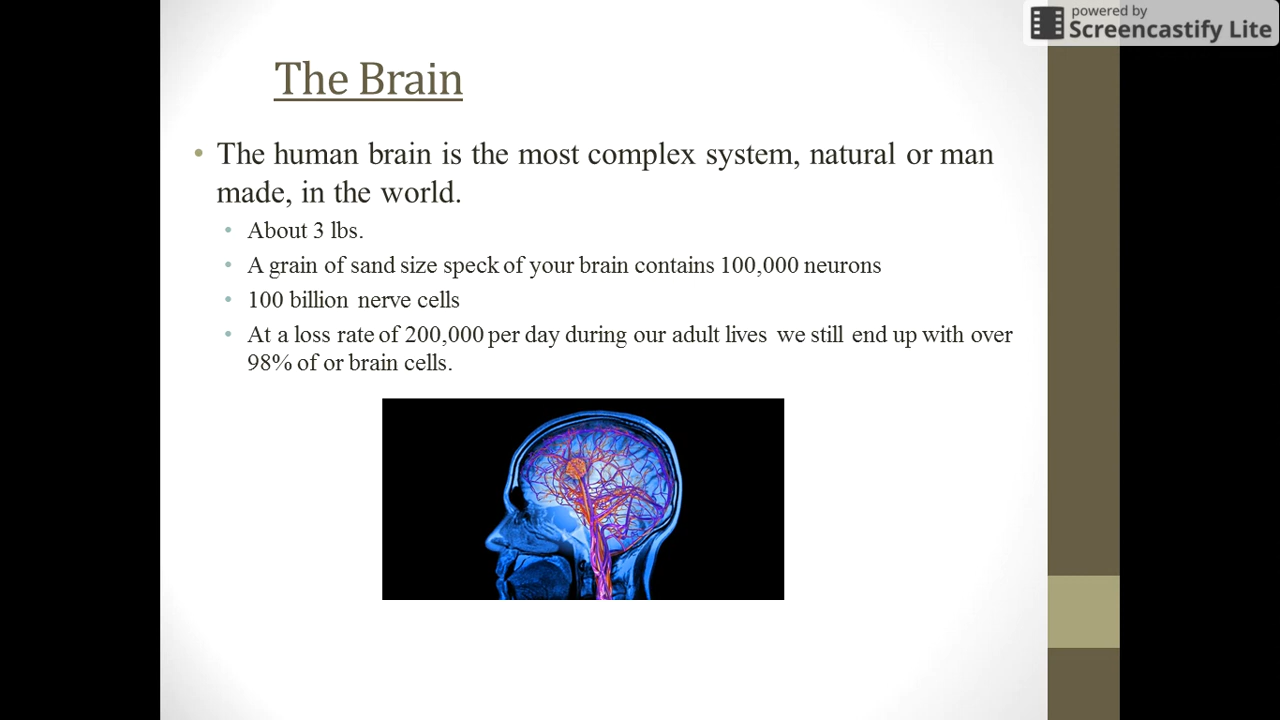 powered by
Screencastify Lite
The Brain
• The human brain is the most complex system, natural or man
made, in the world.
• About 3 lbs.
• A grain of sand size speck of your brain contains 100,000 neurons
• 100 billion nerve cells
• At a loss rate of 200,000 per day during our adult lives we still end up with over
98% of or brain cells.